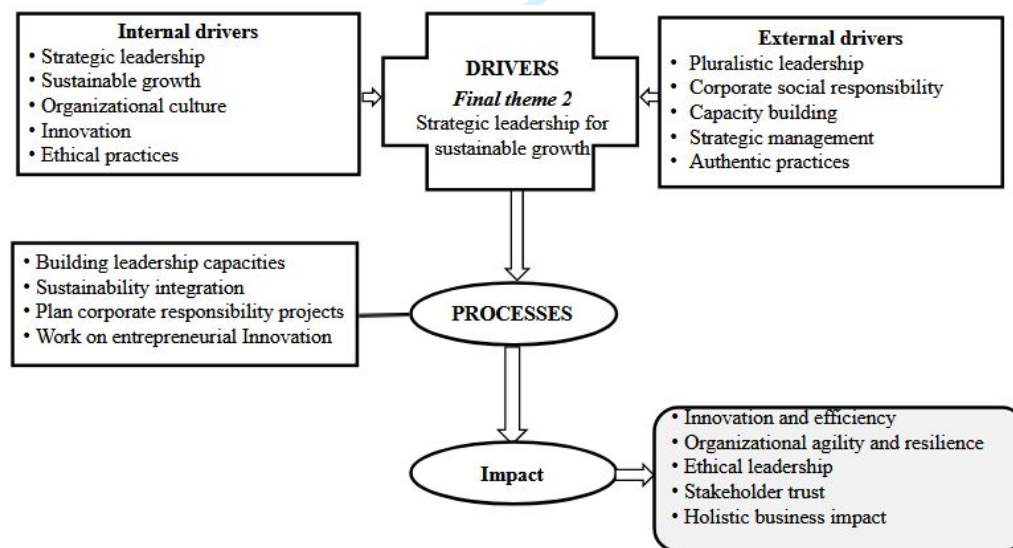 Internal drivers
• Strategic leadership
• Sustainable growth
• Organizational culture
• Innovation
• Ethical practices
DRIVERS
Final theme 2
Strategic leadership for
sustainable growth
External drivers
• Pluralistic leadership
• Corporate social responsibility
• Capacity building
• Strategic management
• Authentic practices
• Building leadership capacities
• Sustainability integration
• Plan corporate responsibility projects
• Work on entrepreneurial Innovation
PROCESSES
Impact
• Innovation and efficiency
• Organizational agility and resilience
• Ethical leadership
• Stakeholder trust
• Holistic business impact